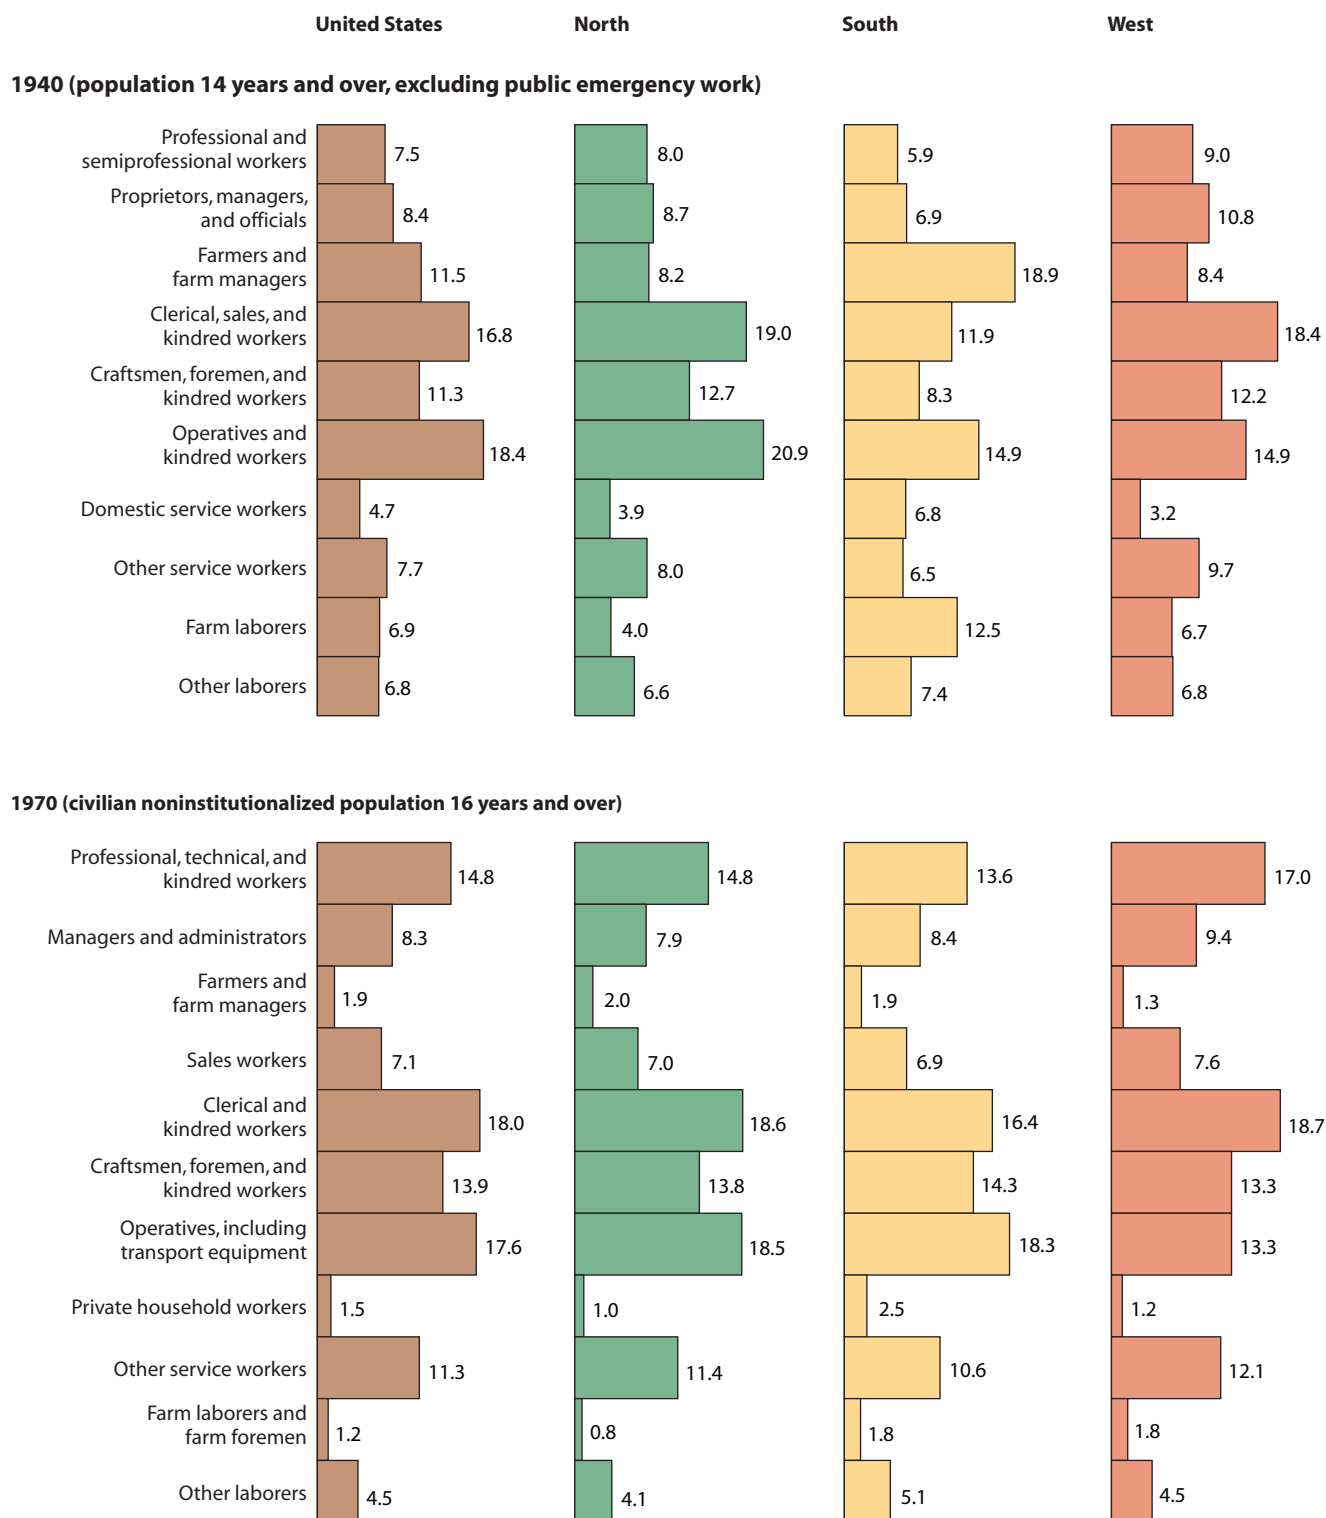 United States North South West
1940 (population 14 years and over, excluding public emergency work)
Professional and
semiprofessional workers 7.5 8.0 5.9 9.0
Proprietors, managers,
and officials 8.4 8.7 6.9 10.8
Farmers and
farm managers 11.5 8.2 18.9 8.4
Clerical, sales, and
kindred workers 16.8 19.0 11.9 18.4
Craftsmen, foremen, and
kindred workers 11.3 12.7 8.3 12.2
Operatives and
kindred workers 18.4 20.9 14.9 14.9
Domestic service workers 4.7 3.9 6.8 3.2
Other service workers 7.7 8.0 6.5 9.7
Farm laborers 6.9 4.0 12.5 6.7
Other laborers 6.8 6.6 7.4 6.8
1970 (civilian noninstitutionalized population 16 years and over)
Professional, technical, and
kindred workers 14.8 14.8 13.6 17.0
Managers and administrators 8.3 7.9 8.4 9.4
Farmers and
farm managers 1.9 2.0 1.9 1.3
Sales workers 7.1 7.0 6.9 7.6
Clerical and
kindred workers 18.0 18.6 16.4 18.7
Craftsmen, foremen, and
kindred workers 13.9 13.8 14.3 13.3
Operatives, including
transport equipment 17.6 18.5 18.3 13.3
Private household workers 1.5 1.0 2.5 1.2
Other service workers 11.3 11.4 10.6 12.1
Farm laborers and
farm foremen 1.2 0.8 1.8 1.8
Other laborers 4.5 4.1 5.1 4.5